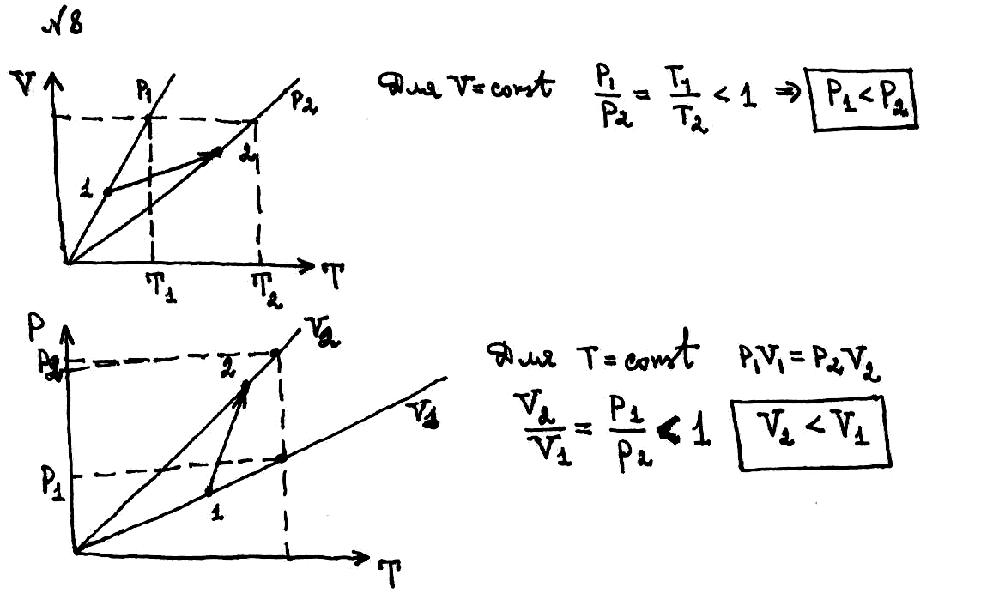 N8
V
P1
P2
Для V=const P1/P2 = T1/T2 < 1 ⇒ P1 < P2
1
2
T1 T2 T
P
P2
V2
2
V1
Для T=const P1V1=P2V2
V2/V1 = P1/P2 < 1 V2 < V1
P1
1
T